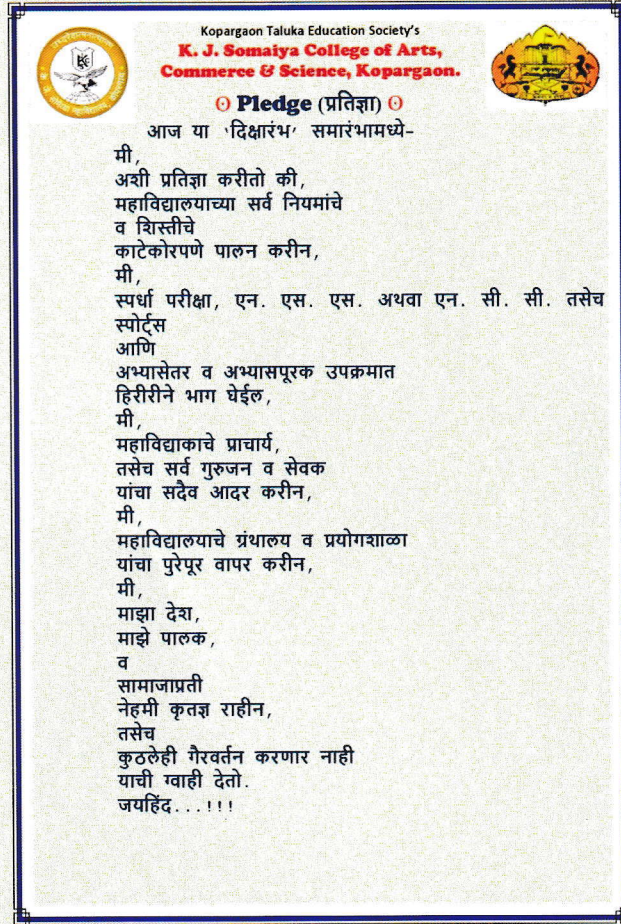 Kopargaon Taluka Education Society's
K. J. Somaiya College of Arts,
Commerce & Science, Kopargaon.
Pledge (प्रतिज्ञा)
आज या 'दिक्षारंभ' समारंभामध्ये-
मी,
अशी प्रतिज्ञा करीतो की,
महाविद्यालयाच्या सर्व नियमांचे
व शिस्तीचे
काटेकोरपणे पालन करीन,
मी,
स्पर्धा परीक्षा, एन. एस. एस. अथवा एन. सी. सी. तसेच
स्पोर्ट्स
आणि
अभ्यासेतर व अभ्यासपूरक उपक्रमात
हिरीरीने भाग घेईल,
मी,
महाविद्याकाचे प्राचार्य,
तसेच सर्व गुरुजन व सेवक
यांचा सदैव आदर करीन,
मी,
महाविद्यालयाचे ग्रंथालय व प्रयोगशाळा
यांचा पुरेपूर वापर करीन,
मी,
माझा देश,
माझे पालक,
व
सामाजाप्रती
नेहमी कृतज्ञ राहीन,
तसेच
कुठलेही गैरवर्तन करणार नाही
याची ग्वाही देतो.
जयहिंद...!!!